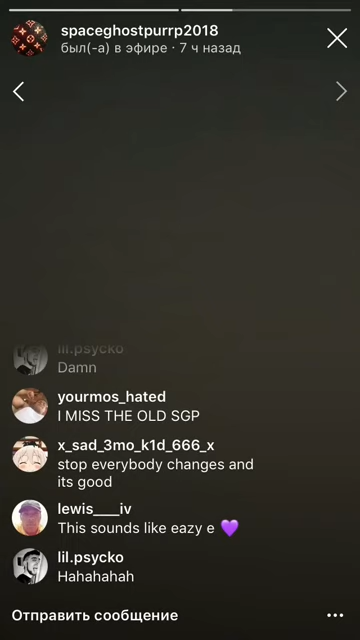 spaceghostpurrp2018
был(-а) в эфире · 7 ч назад
lil.psycko
Damn
yourmos_hated
I MISS THE OLD SGP
x_sad_3mo_k1d_666_x
stop everybody changes and
its good
lewis____iv
This sounds like eazy e 💜
lil.psycko
Hahahahah
Отправить сообщение